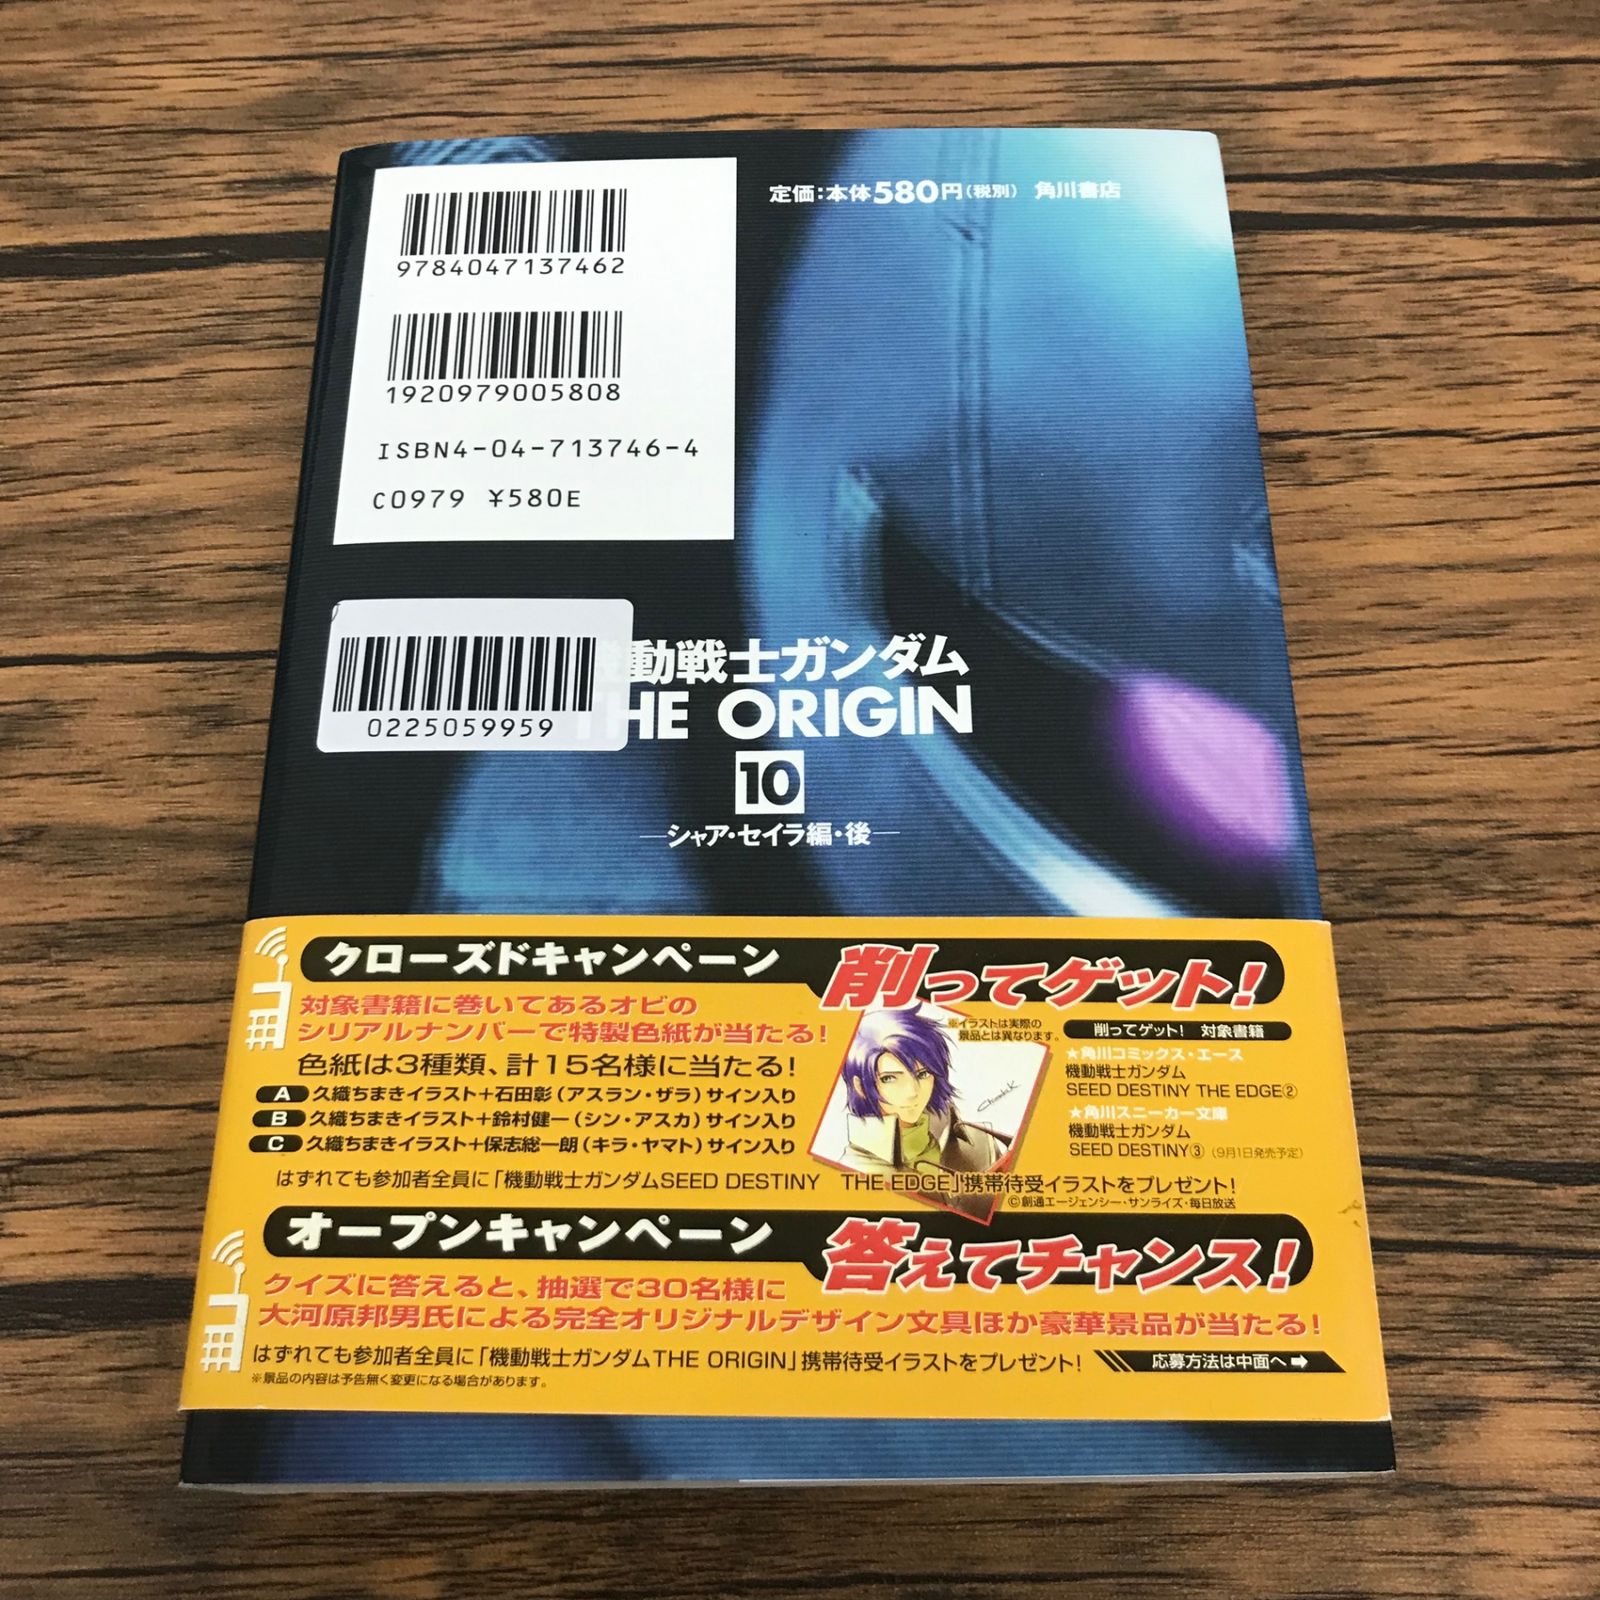 9784047137462
1920979005808
ISBN4-04-713746-4
C0979 ¥580E
定価:本体580円(税別) 角川書店
0225059959
機動戦士ガンダム
THE ORIGIN
10
シャア・セイラ編・後
クローズドキャンペーン
削ってゲット!
対象書籍に巻いてあるオビの
シリアルナンバーで特製色紙が当たる!
色紙は3種類、計15名様に当たる!
A 久織ちまきイラスト+石田彰(アスラン・ザラ)サイン入り
B 久織ちまきイラスト+鈴村健一(シン・アスカ)サイン入り
C 久織ちまきイラスト+保志総一朗(キラ・ヤマト)サイン入り
※イラストは実際の
景品とは異なります。
削ってゲット! 対象書籍
★角川コミックス・エース
機動戦士ガンダム
SEED DESTINY THE EDGE②
★角川スニーカー文庫
機動戦士ガンダム
SEED DESTINY③(9月1日発売予定)
はずれても参加者全員に「機動戦士ガンダムSEED DESTINY THE EDGE」携帯待受イラストをプレゼント!
©創通エージェンシー・サンライズ・毎日放送
オープンキャンペーン
答えてチャンス!
クイズに答えると、抽選で30名様に
大河原邦男氏による完全オリジナルデザイン文具ほか豪華景品が当たる!
はずれても参加者全員に「機動戦士ガンダムTHE ORIGIN」携帯待受イラストをプレゼント!
応募方法は中面へ➡
※景品の内容は予告無く変更になる場合があります。